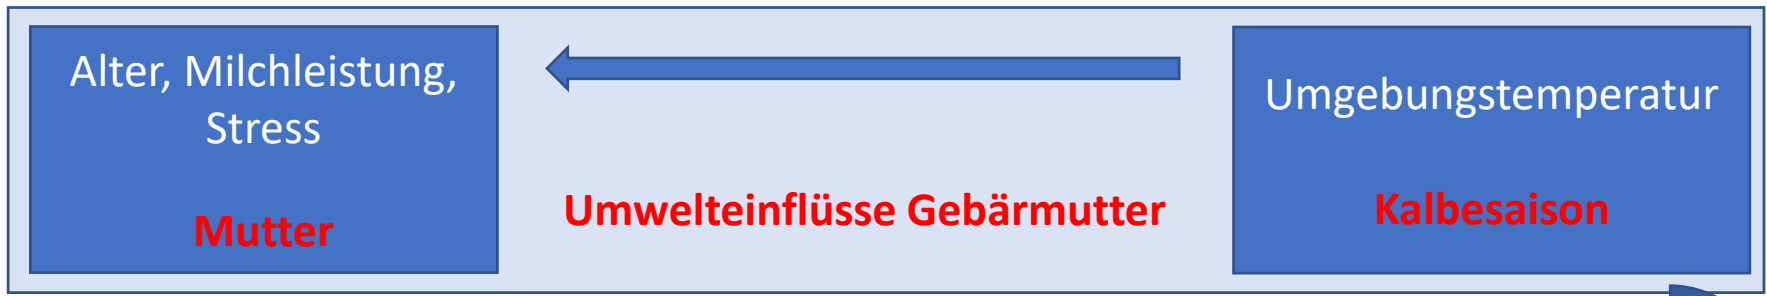 Alter, Milchleistung,
Stress
Mutter
Umwelteinflüsse Gebärmutter
Umgebungstemperatur
Kalbesaison